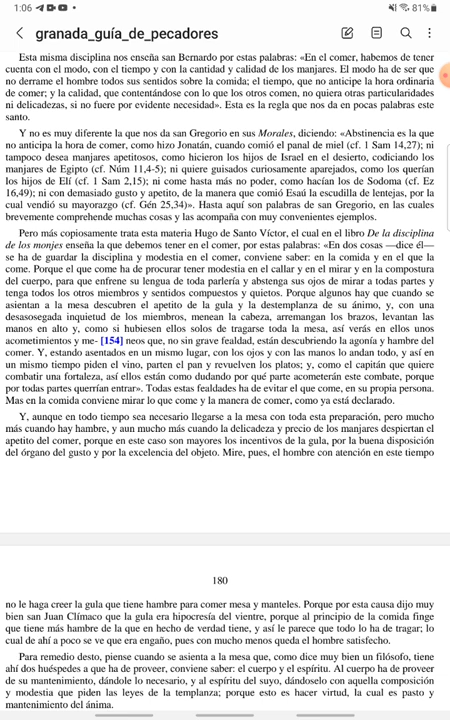 1:06
81%
granada_guía_de_pecadores
Esta misma disciplina nos enseña san Bernardo por estas palabras: «En el comer, habemos de tener
cuenta con el modo, con el tiempo y con la cantidad y calidad de los manjares. El modo ha de ser que
no derrame el hombre todos sus sentidos sobre la comida; el tiempo, que no anticipe la hora ordinaria
de comer; y la calidad, que contentándose con lo que los otros comen, no quiera otras particularidades
ni delicadezas, si no fuere por evidente necesidad». Esta es la regla que nos da en pocas palabras este
santo.
Y no es muy diferente la que nos da san Gregorio en sus Morales, diciendo: «Abstinencia es la que
no anticipa la hora de comer, como hizo Jonatán, cuando comió el panal de miel (cf. 1 Sam 14,27); ni
tampoco desea manjares apetitosos, como hicieron los hijos de Israel en el desierto, codiciando los
manjares de Egipto (cf. Núm 11,4-5); ni quiere guisados curiosamente aparejados, como los querían
los hijos de Elí (cf. 1 Sam 2,15); ni come hasta más no poder, como hacían los de Sodoma (cf. Ez
16,49); ni con demasiado gusto y apetito, de la manera que comió Esaú la escudilla de lentejas, por la
cual vendió su mayorazgo (cf. Gén 25,34)». Hasta aquí son palabras de san Gregorio, en las cuales
brevemente comprehende muchas cosas y las acompaña con muy convenientes ejemplos.
Pero más copiosamente trata esta materia Hugo de Santo Víctor, el cual en el libro De la disciplina
de los monjes enseña la que debemos tener en el comer, por estas palabras: «En dos cosas —dice él—
se ha de guardar la disciplina y modestia en el comer, conviene saber: en la comida y en el que la
come. Porque el que come ha de procurar tener modestia en el callar y en el mirar y en la compostura
del cuerpo, para que enfrene su lengua de toda parlería y abstenga sus ojos de mirar a todas partes y
tenga todos los otros miembros y sentidos compuestos y quietos. Porque algunos hay que cuando se
asientan a la mesa descubren el apetito de la gula y la destemplanza de su ánimo, y, con una
desasosegada inquietud de los miembros, menean la cabeza, arremangan los brazos, levantan las
manos en alto y, como si hubiesen ellos solos de tragarse toda la mesa, así verás en ellos unos
acometimientos y me- [154] neos que, no sin grave fealdad, están descubriendo la agonía y hambre del
comer. Y, estando asentados en un mismo lugar, con los ojos y con las manos lo andan todo, y así en
un mismo tiempo piden el vino, parten el pan y revuelven los platos; y, como el capitán que quiere
combatir una fortaleza, así ellos están como dudando por qué parte acometerán este combate, porque
por todas partes querrían entrar». Todas estas fealdades ha de evitar el que come, en su propia persona.
Mas en la comida conviene mirar lo que come y la manera de comer, como ya está declarado.
Y, aunque en todo tiempo sea necesario llegarse a la mesa con toda esta preparación, pero mucho
más cuando hay hambre, y aun mucho más cuando la delicadeza y precio de los manjares despiertan el
apetito del comer, porque en este caso son mayores los incentivos de la gula, por la buena disposición
del órgano del gusto y por la excelencia del objeto. Mire, pues, el hombre con atención en este tiempo
180
no le haga creer la gula que tiene hambre para comer mesa y manteles. Porque por esta causa dijo muy
bien san Juan Clímaco que la gula era hipocresía del vientre, porque al principio de la comida finge
que tiene más hambre de la que en hecho de verdad tiene, y así le parece que todo lo ha de tragar; lo
cual de ahí a poco se ve que era engaño, pues con mucho menos queda el hombre satisfecho.
Para remedio desto, piense cuando se asienta a la mesa que, como dice muy bien un filósofo, tiene
ahí dos huéspedes a que ha de proveer, conviene saber: el cuerpo y el espíritu. Al cuerpo ha de proveer
de su mantenimiento, dándole lo necesario, y al espíritu del suyo, dándoselo con aquella composición
y modestia que piden las leyes de la templanza; porque esto es hacer virtud, la cual es pasto y
mantenimiento del ánima.